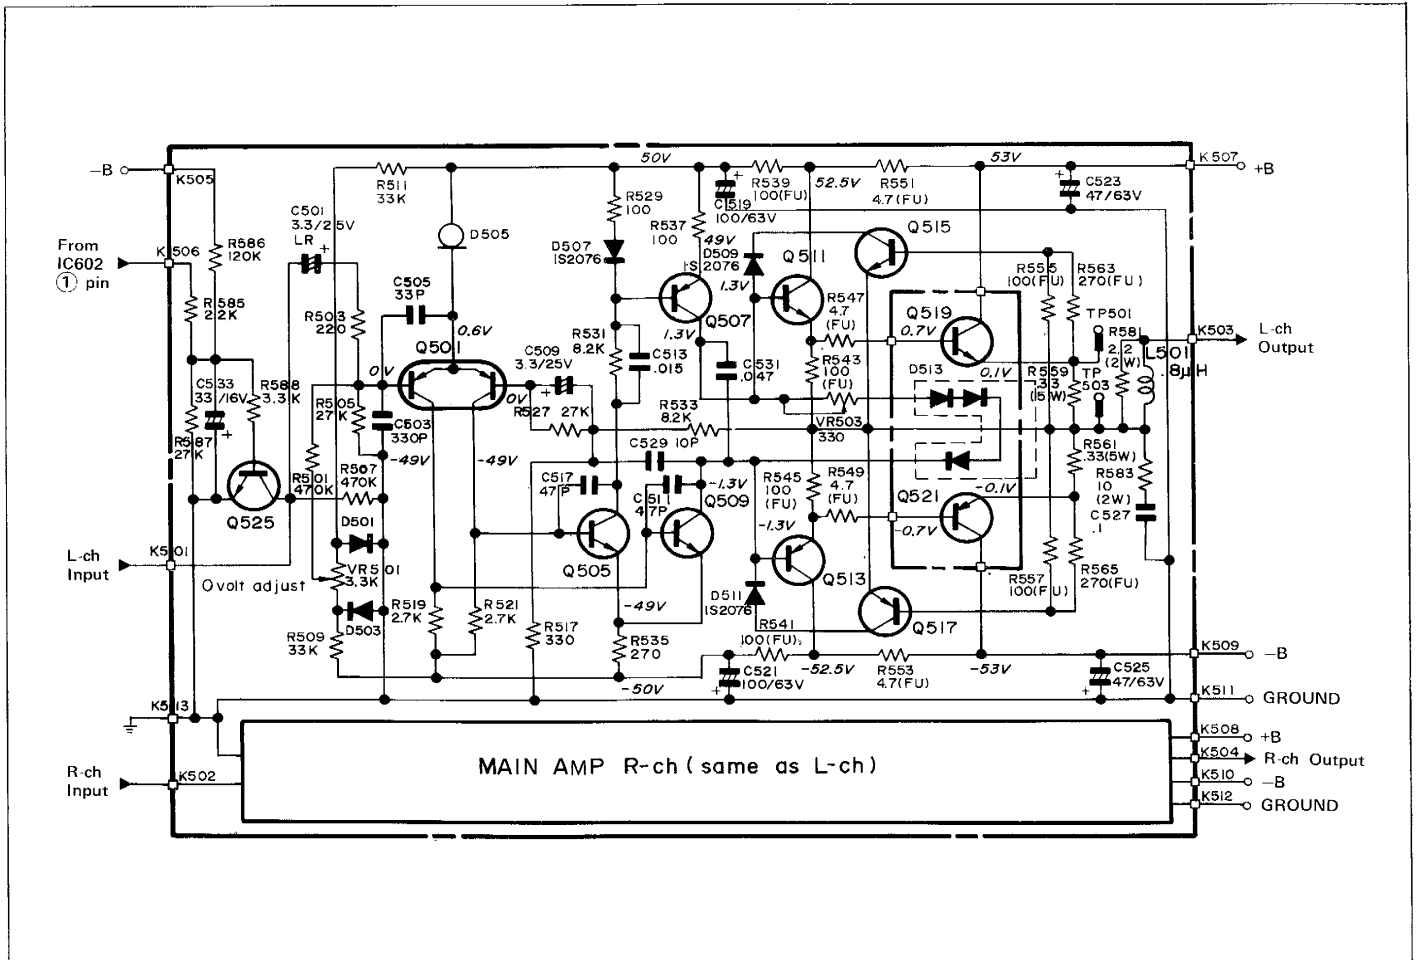 50V
53V
K507
+B
-B
K505
R511
33K
R529
100
R539
100(FU)
52.5V
R551
4.7(FU)
C523
47/63V
C519
100/63V
C501
3.3/25V
LR
+
From
IC602
1 pin
K506
R586
120K
D505
D507
1S2076
R537
100
49V
D509
1S2076
1.3V
Q511
Q515
R555
100(FU)
R563
270(FU)
C505
33P
R585
2.2K
R503
220
0.6V
Q501
Q507
1.3V
R547
4.7
(FU)
Q519
0.7V
TP501
R581
2.2
(2W)
L501
.8μH
K503
L-ch
Output
R531
8.2K
C513
.015
C531
.047
R543
100
(FU)
0.1V
D513
R559
.33
(5W)
TP
503
0V
C509
3.3/25V
0V
C533
33/16V
R588
3.3K
R505
27K
C503
330P
R527 27K
R533
8.2K
VR503
330
R587
27K
-49V
-49V
C529 10P
R561
.33(5W)
R501
470K
R507
470K
C517
47P
C511
47P
-1.3V
Q509
R545
100
(FU)
R549
4.7
(FU)
Q521
-0.1V
-0.7V
R583
10
(2W)
C527
.1
Q525
D501
-1.3V
L-ch
Input
K501
0 volt adjust
VR501
3.3K
Q505
Q513
R557
100(FU)
R565
270(FU)
D503
R519
2.7K
R521
2.7K
-49V
D511
1S2076
Q517
R509
33K
R517
330
R535
270
R541
100(FU)
K509
-B
-50V
C521
100/63V
-52.5V
R553
4.7(FU)
-53V
C525
47/63V
K511
GROUND
K513
K508
+B
K504
R-ch Output
R-ch
Input
K502
MAIN AMP R-ch (same as L-ch)
K510
-B
K512
GROUND